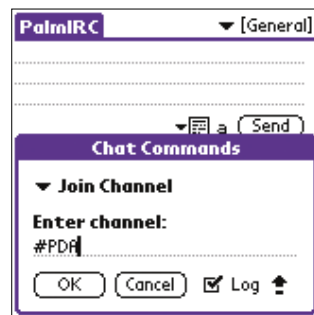 PalmIRC [General]
a Send
Chat Commands
Join Channel
Enter channel:
#PDA
OK Cancel Log